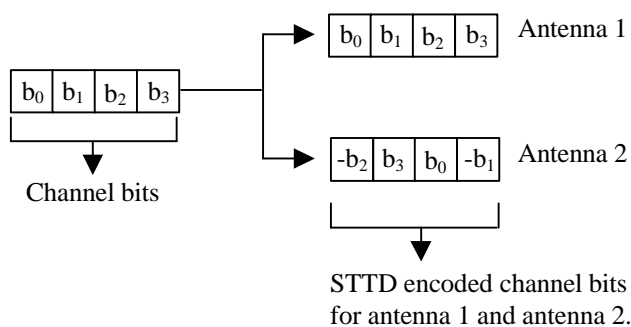 b₀ b₁ b₂ b₃ Antenna 1
b₀ b₁ b₂ b₃
-b₂ b₃ b₀ -b₁ Antenna 2
Channel bits
STTD encoded channel bits
for antenna 1 and antenna 2.